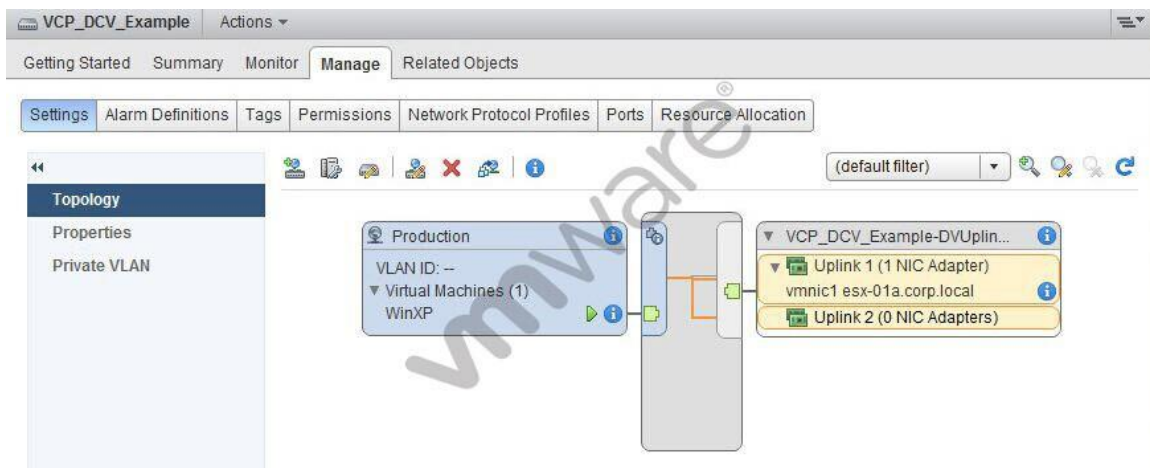 VCP_DCV_Example Actions
Getting Started Summary Monitor Manage Related Objects
Settings Alarm Definitions Tags Permissions Network Protocol Profiles Ports Resource Allocation
(default filter)
Topology
Properties
Private VLAN
Production
VLAN ID: --
Virtual Machines (1)
WinXP
VCP_DCV_Example-DVUplin...
Uplink 1 (1 NIC Adapter)
vmnic1 esx-01a.corp.local
Uplink 2 (0 NIC Adapters)
vmware®